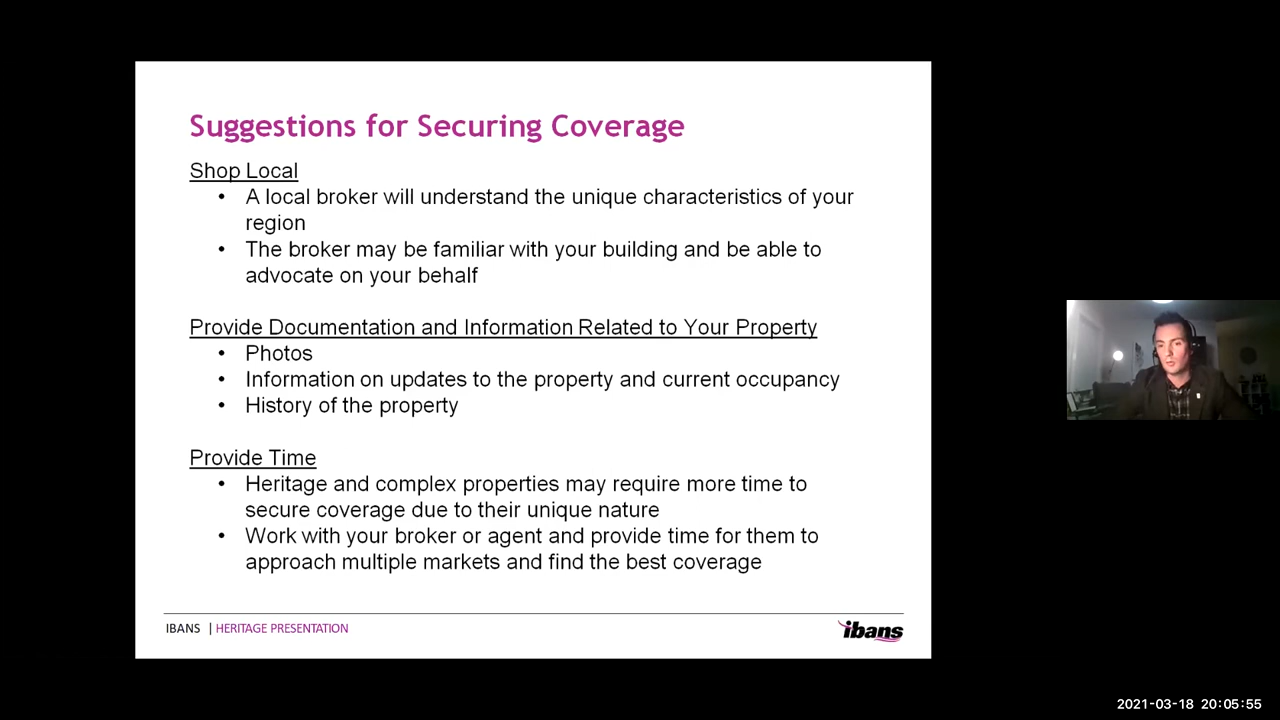 Suggestions for Securing Coverage
Shop Local
• A local broker will understand the unique characteristics of your
region
• The broker may be familiar with your building and be able to
advocate on your behalf
Provide Documentation and Information Related to Your Property
• Photos
• Information on updates to the property and current occupancy
• History of the property
Provide Time
• Heritage and complex properties may require more time to
secure coverage due to their unique nature
• Work with your broker or agent and provide time for them to
approach multiple markets and find the best coverage
IBANS | HERITAGE PRESENTATION
ibans
2021-03-18 20:05:55